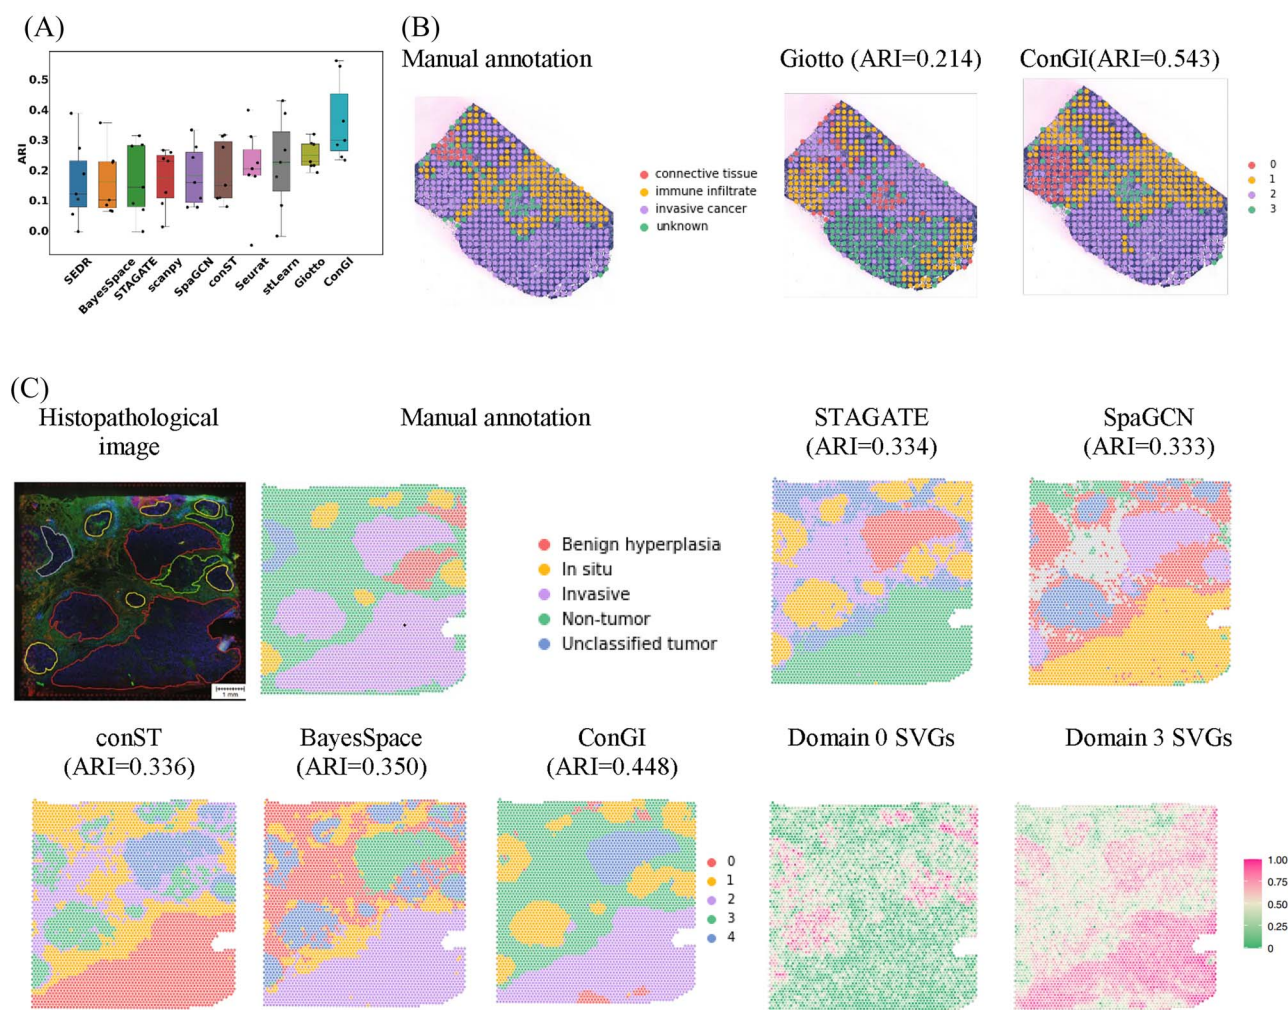 (A)
0.5
0.4
0.3
0.2
0.1
0.0
ARI
SEDR
BayesSpace
STAGATE
scanpy
SpaGCN
conST
Seurat
stLearn
Giotto
ConGI
(B)
Manual annotation
connective tissue
immune infiltrate
invasive cancer
unknown
Giotto (ARI=0.214)
ConGI(ARI=0.543)
0
1
2
3
(C)
Histopathological
image
1 mm
Manual annotation
Benign hyperplasia
In situ
Invasive
Non-tumor
Unclassified tumor
STAGATE
(ARI=0.334)
SpaGCN
(ARI=0.333)
conST
(ARI=0.336)
BayesSpace
(ARI=0.350)
ConGI
(ARI=0.448)
0
1
2
3
4
Domain 0 SVGs
Domain 3 SVGs
1.00
0.75
0.50
0.25
0